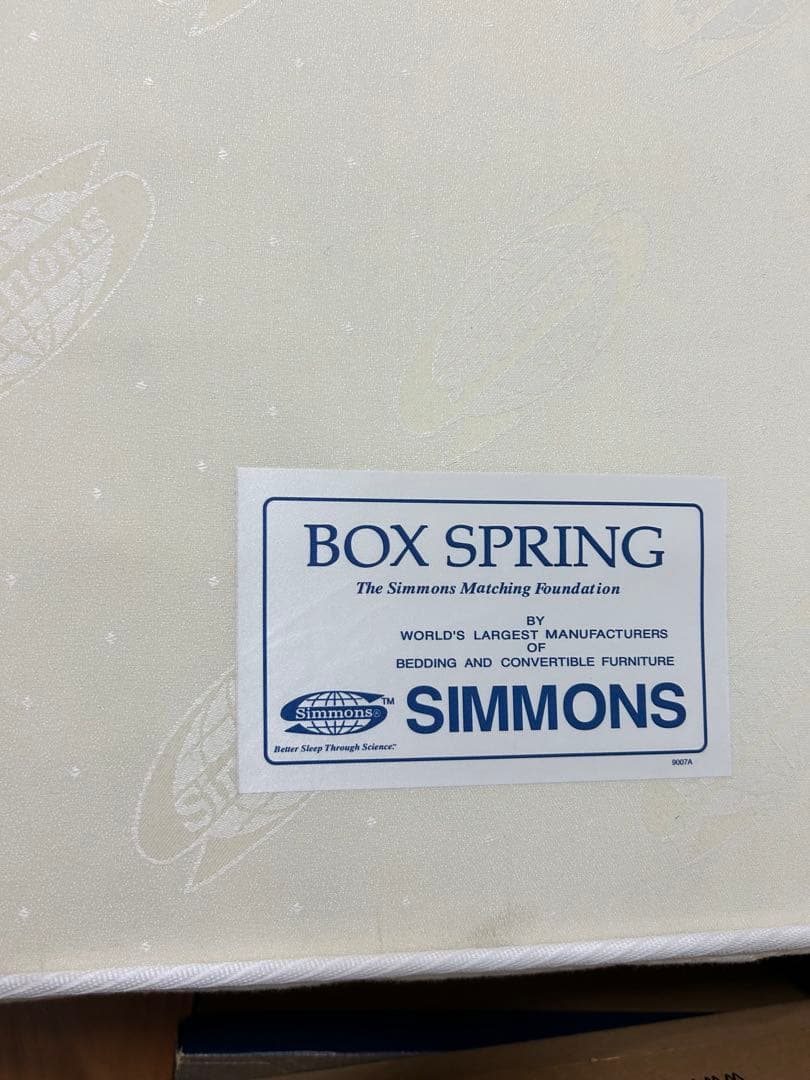 BOX SPRING
The Simmons Matching Foundation
BY
WORLD'S LARGEST MANUFACTURERS
OF
BEDDING AND CONVERTIBLE FURNITURE
Simmons® TM
SIMMONS
Better Sleep Through Science.™
9007A